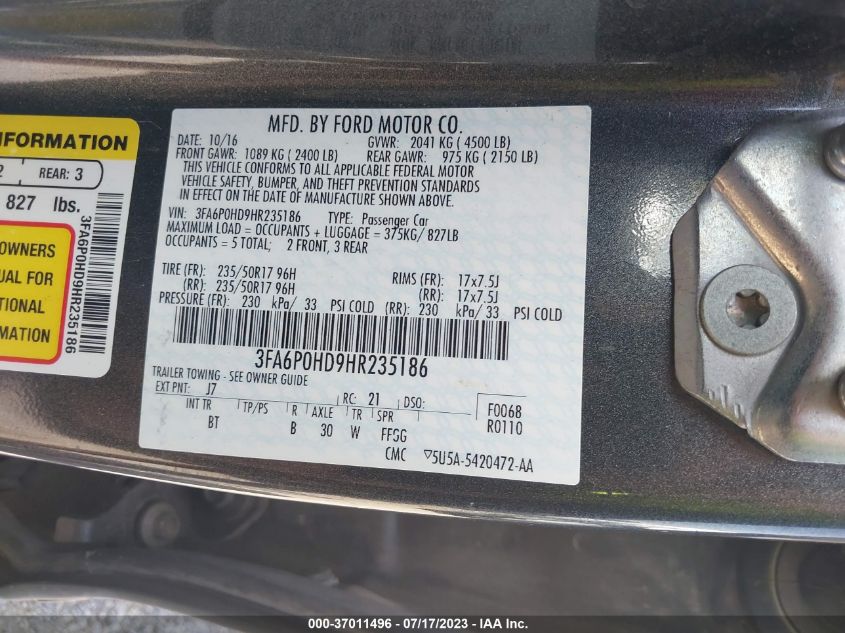 INFORMATION
2 REAR: 3
827 lbs.
OWNERS
UAL FOR
TIONAL
RMATION
3FA6P0HD9HR235186
MFD. BY FORD MOTOR CO.
DATE: 10/16 GVWR: 2041 KG ( 4500 LB)
FRONT GAWR: 1089 KG ( 2400 LB) REAR GAWR: 975 KG ( 2150 LB)
THIS VEHICLE CONFORMS TO ALL APPLICABLE FEDERAL MOTOR
VEHICLE SAFETY, BUMPER, AND THEFT PREVENTION STANDARDS
IN EFFECT ON THE DATE OF MANUFACTURE SHOWN ABOVE.
VIN: 3FA6P0HD9HR235186 TYPE: Passenger Car
MAXIMUM LOAD = OCCUPANTS + LUGGAGE = 375KG/ 827LB
OCCUPANTS = 5 TOTAL; 2 FRONT, 3 REAR
TIRE (FR): 235/50R17 96H RIMS (FR): 17x7.5J
(RR): 235/50R17 96H (RR): 17x7.5J
PRESSURE (FR): 230 kPa/ 33 PSI COLD (RR): 230 kPa/ 33 PSI COLD
3FA6P0HD9HR235186
TRAILER TOWING - SEE OWNER GUIDE
EXT PNT: J7 RC: 21 DSO:
INT TR TP/PS R AXLE TR SPR F0068
BT B 30 W FFGG R0110
CMC ▽5U5A-5420472-AA
000-37011496 - 07/17/2023 - IAAI.com